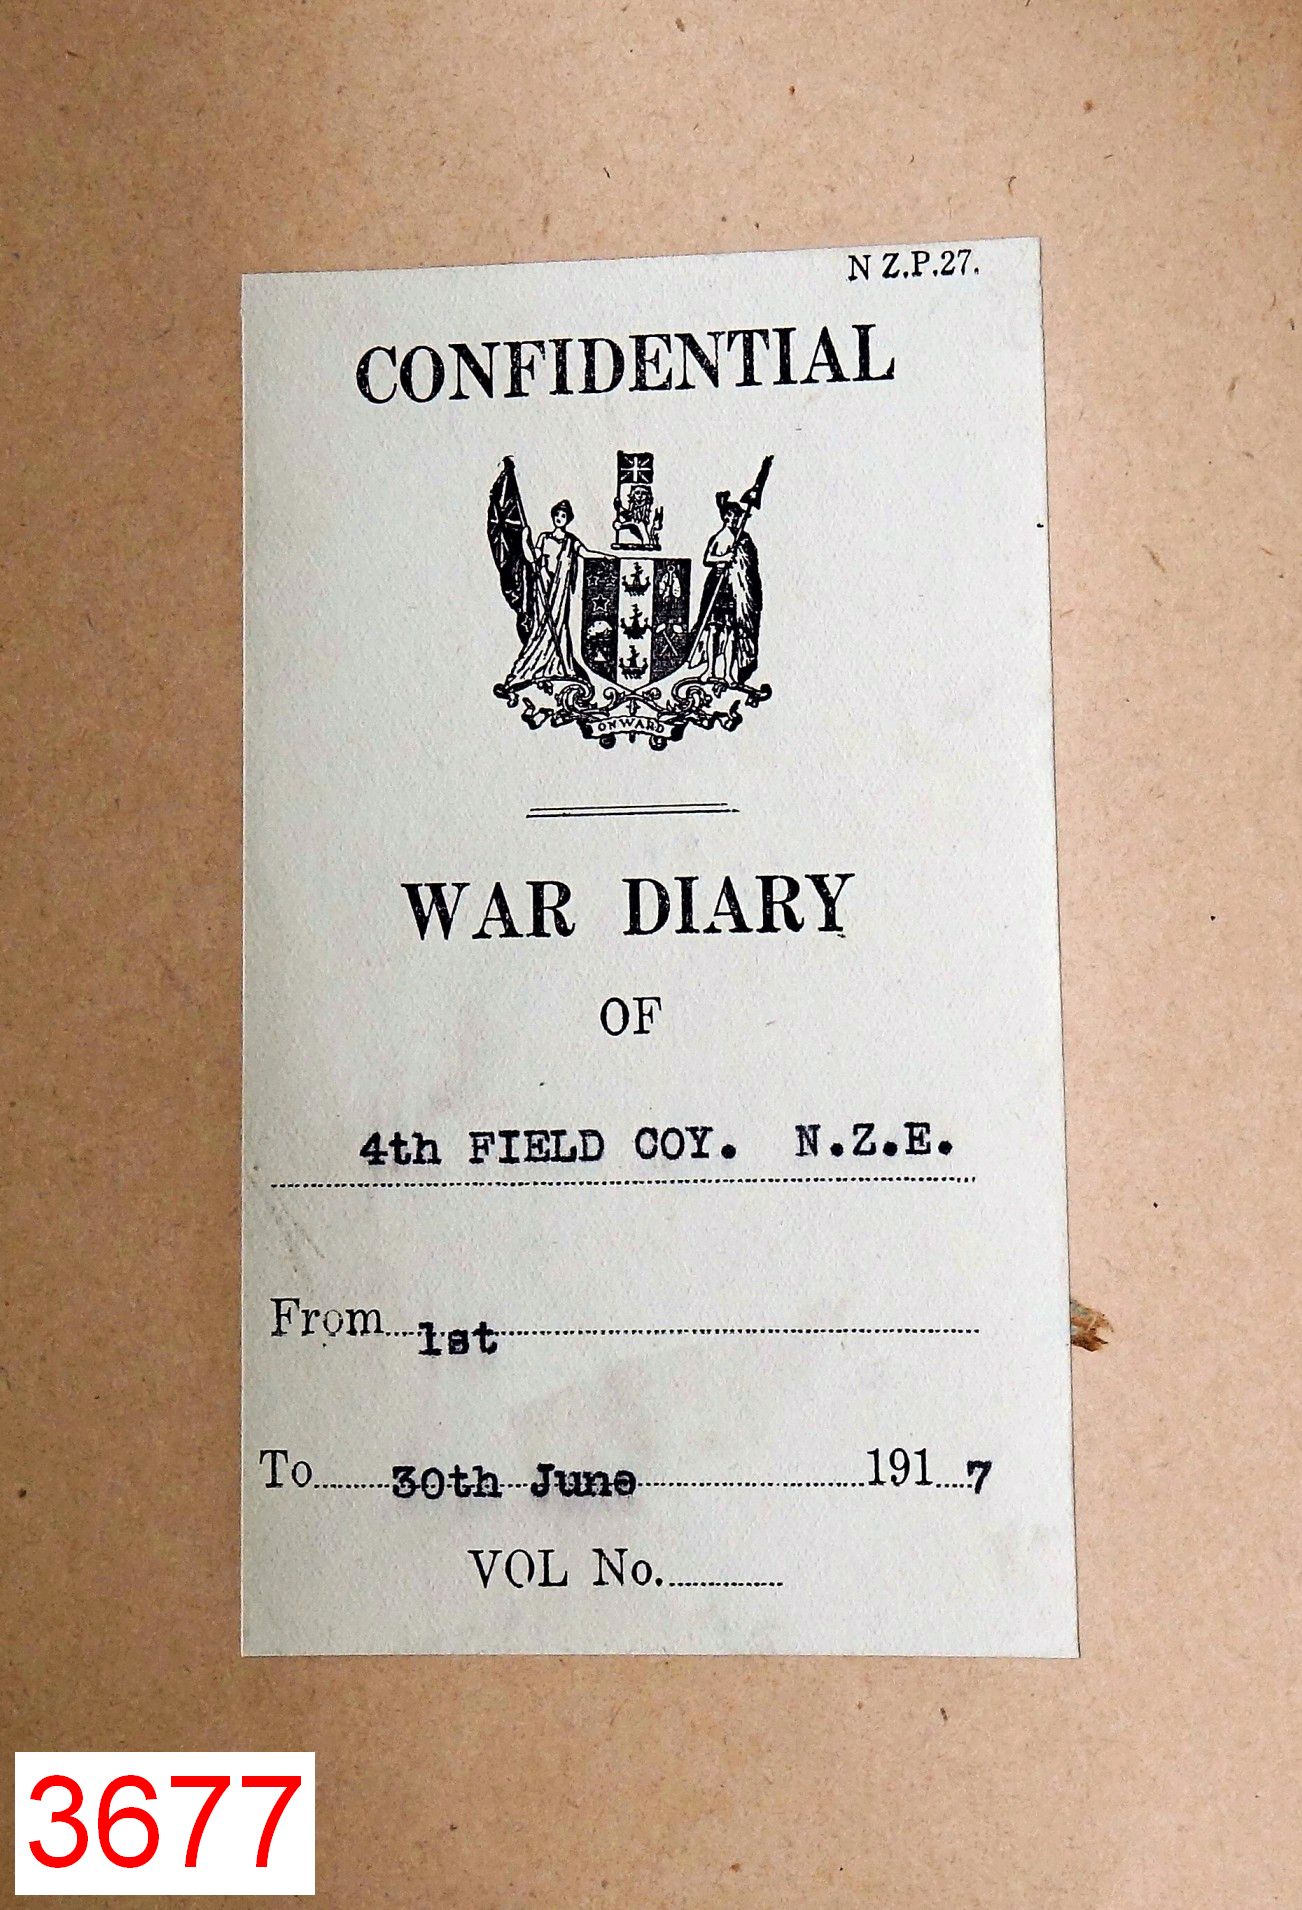 N Z.P.27.
CONFIDENTIAL
ONWARD
WAR DIARY
OF
4th FIELD COY. N.Z.E.
From 1st
To 30th June 1917
VOL No.
3677